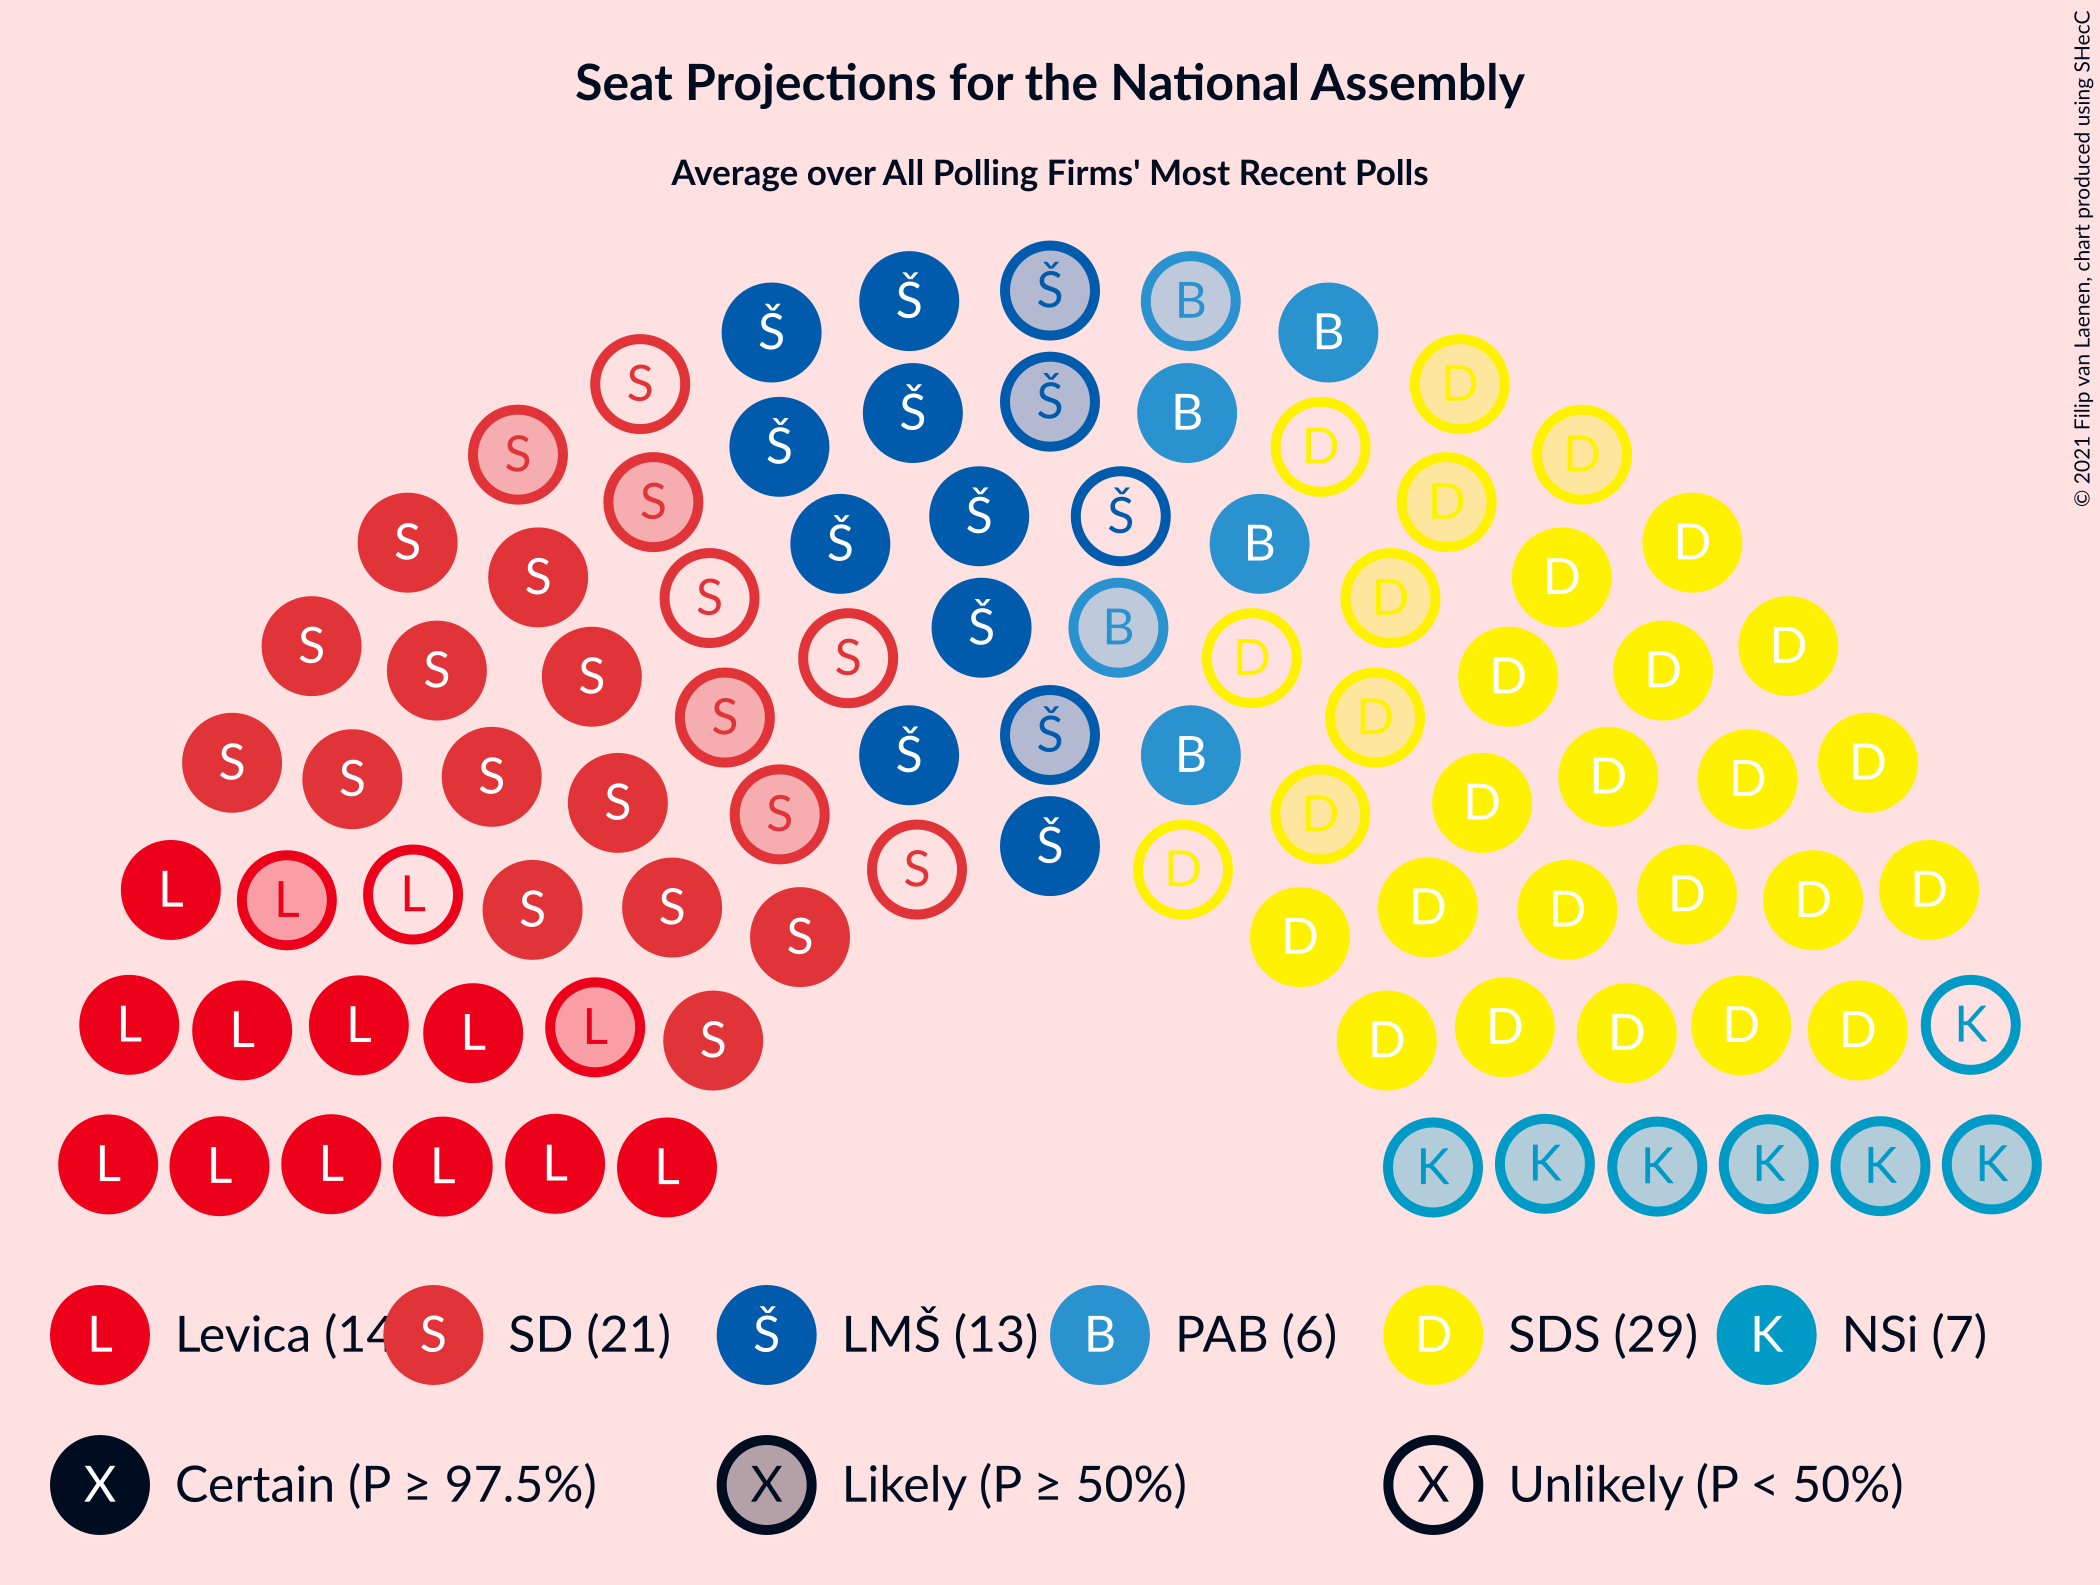 Seat Projections for the National Assembly
Average over All Polling Firms' Most Recent Polls
© 2021 Filip van Laenen, chart produced using SHecC
Š Š Š B B
S D
S Š Š Š B D D
S S Š Š Š B D D D
S S S Š B D D D D
S S S S S Š Š B D D D D D
S S S S S Š D D D D D
L L L S S S S Š D D D D D D D
L L L L L S D D D D D K
L L L L L L K K K K K K
L Levica (14 S SD (21) Š LMŠ (13) B PAB (6) D SDS (29) K NSi (7)
X Certain (P ≥ 97.5%) X Likely (P ≥ 50%) X Unlikely (P < 50%)